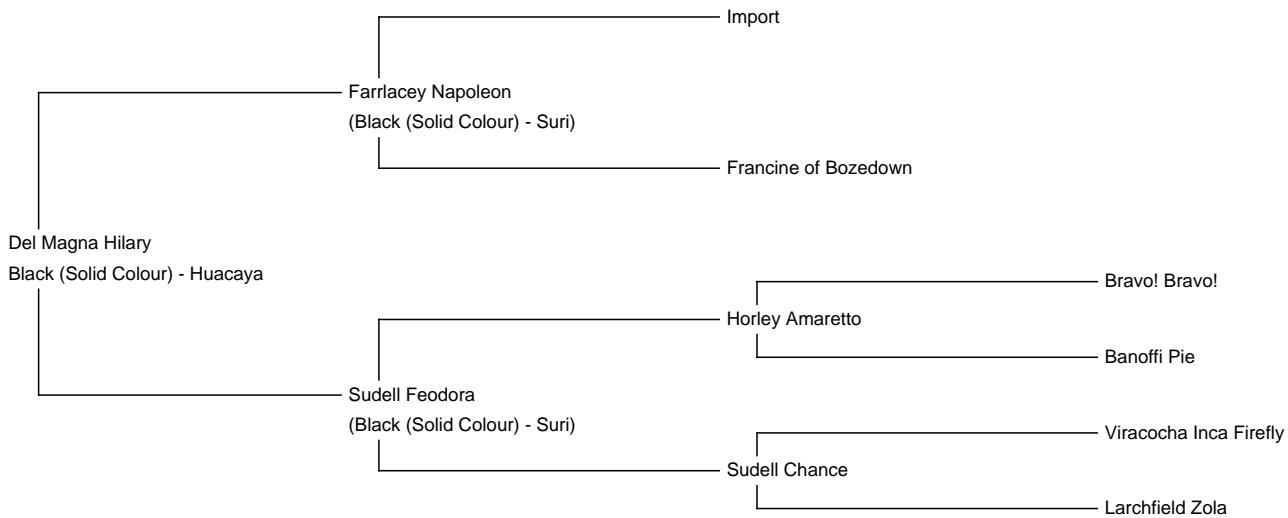 Import
Farrlacey Napoleon
(Black (Solid Colour) - Suri)
Francine of Bozedown
Del Magna Hilary
Black (Solid Colour) - Huacaya
Bravo! Bravo!
Horley Amaretto
Banoffi Pie
Sudell Feodora
(Black (Solid Colour) - Suri)
Viracocha Inca Firefly
Sudell Chance
Larchfield Zola